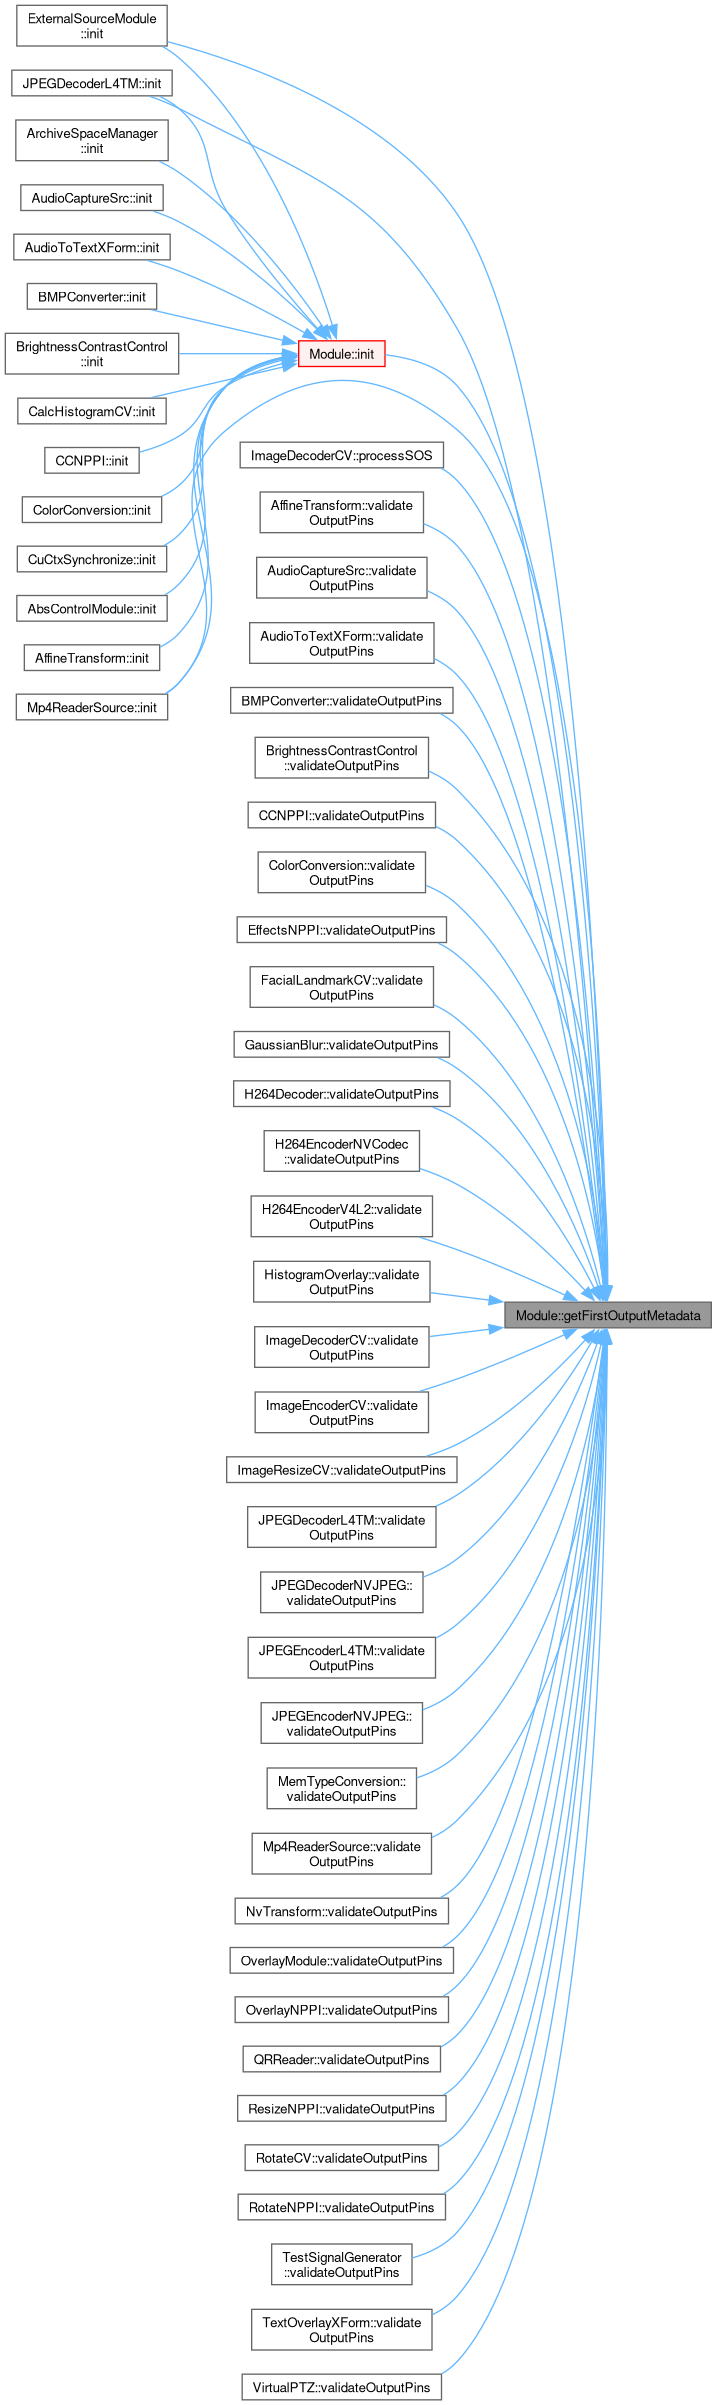 ExternalSourceModule
::init
JPEGDecoderL4TM::init
ArchiveSpaceManager
::init
AudioCaptureSrc::init
AudioToTextXForm::init
BMPConverter::init
BrightnessContrastControl
::init
CalcHistogramCV::init
CCNPPI::init
ColorConversion::init
CuCtxSynchronize::init
AbsControlModule::init
AffineTransform::init
Mp4ReaderSource::init
Module::init
ImageDecoderCV::processSOS
AffineTransform::validate
OutputPins
AudioCaptureSrc::validate
OutputPins
AudioToTextXForm::validate
OutputPins
BMPConverter::validateOutputPins
BrightnessContrastControl
::validateOutputPins
CCNPPI::validateOutputPins
ColorConversion::validate
OutputPins
EffectsNPPI::validateOutputPins
FacialLandmarkCV::validate
OutputPins
GaussianBlur::validateOutputPins
H264Decoder::validateOutputPins
H264EncoderNVCodec
::validateOutputPins
H264EncoderV4L2::validate
OutputPins
HistogramOverlay::validate
OutputPins
Module::getFirstOutputMetadata
ImageDecoderCV::validate
OutputPins
ImageEncoderCV::validate
OutputPins
ImageResizeCV::validateOutputPins
JPEGDecoderL4TM::validate
OutputPins
JPEGDecoderNVJPEG::
validateOutputPins
JPEGEncoderL4TM::validate
OutputPins
JPEGEncoderNVJPEG::
validateOutputPins
MemTypeConversion::
validateOutputPins
Mp4ReaderSource::validate
OutputPins
NvTransform::validateOutputPins
OverlayModule::validateOutputPins
OverlayNPPI::validateOutputPins
QRReader::validateOutputPins
ResizeNPPI::validateOutputPins
RotateCV::validateOutputPins
RotateNPPI::validateOutputPins
TestSignalGenerator
::validateOutputPins
TextOverlayXForm::validate
OutputPins
VirtualPTZ::validateOutputPins